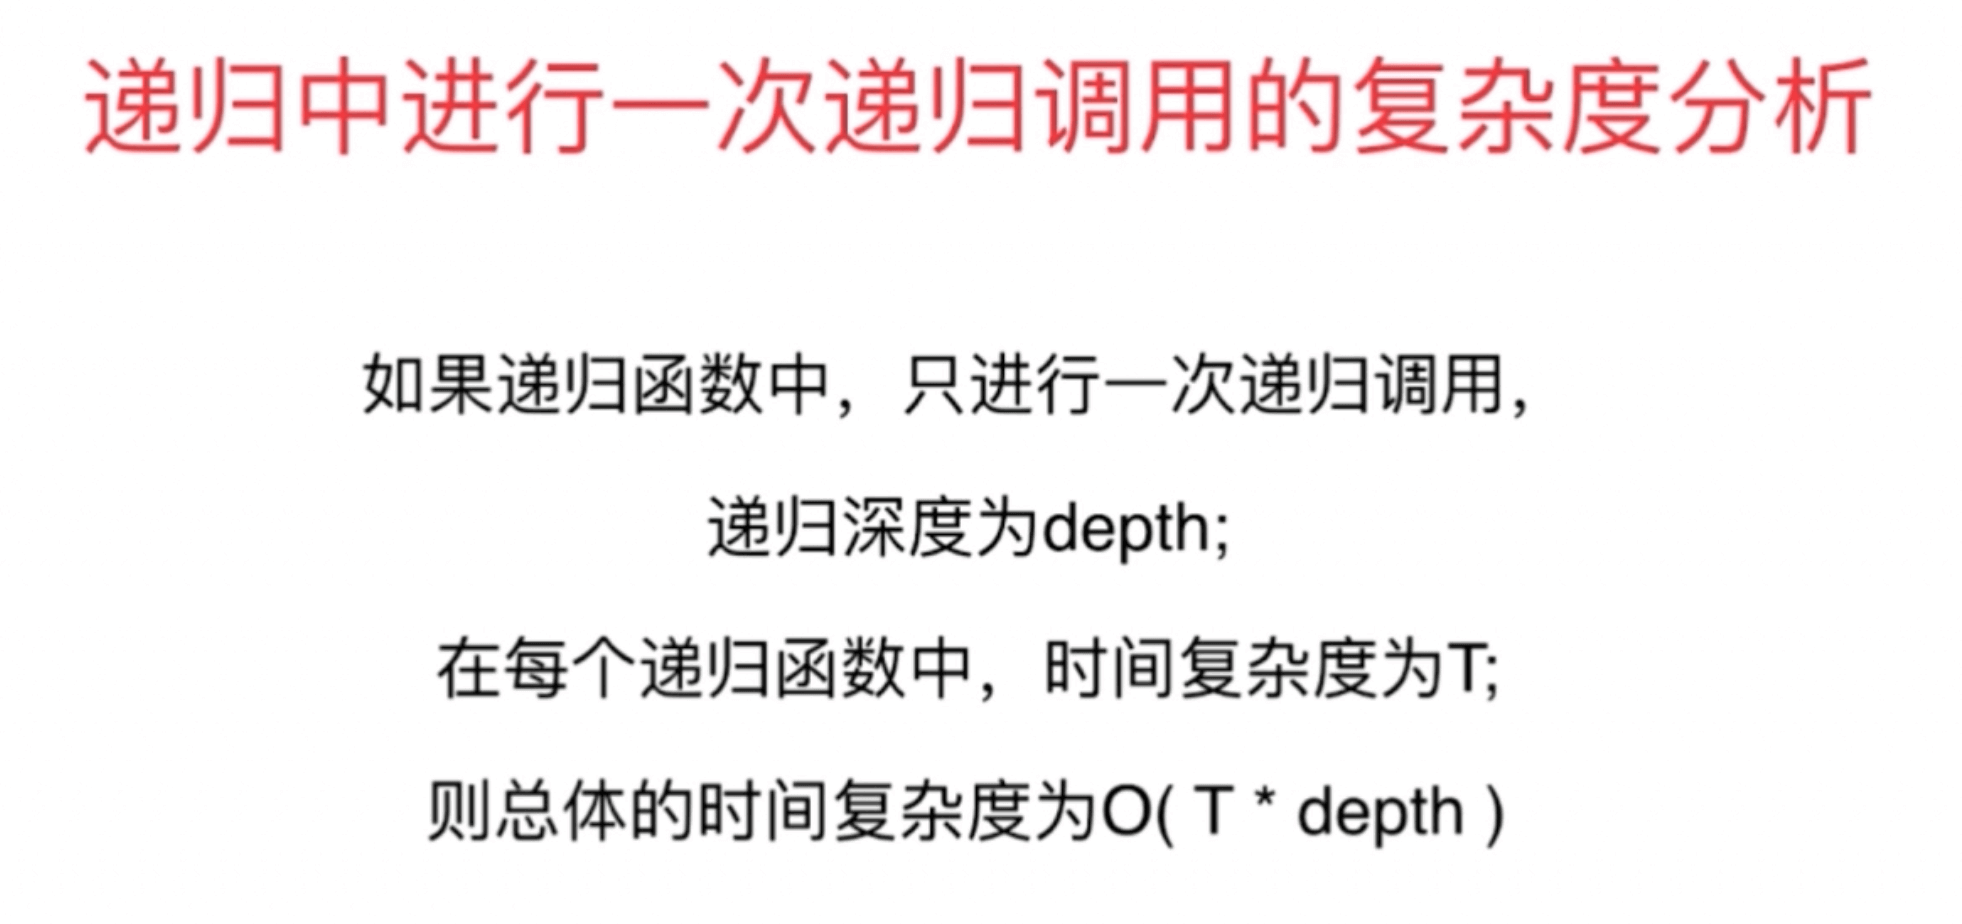 递归中进行一次递归调用的复杂度分析
如果递归函数中，只进行一次递归调用，
递归深度为depth;
在每个递归函数中，时间复杂度为T;
则总体的时间复杂度为O( T * depth )